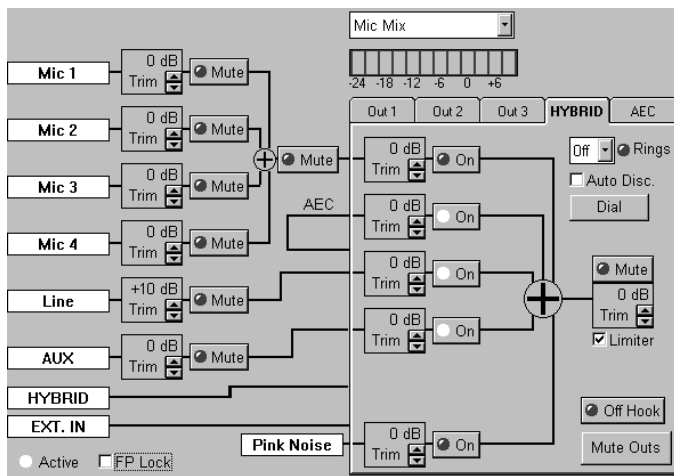 Mic Mix
-24 -18 -12 -6 0 +6
Mic 1
0 dB
Trim
Mute
Mic 2
0 dB
Trim
Mute
Mic 3
0 dB
Trim
Mute
Mic 4
0 dB
Trim
Mute
Line
+10 dB
Trim
Mute
AUX
0 dB
Trim
Mute
HYBRID
EXT. IN
Active
FP Lock
Mute
AEC
Pink Noise
Out 1
Out 2
Out 3
HYBRID
AEC
0 dB
Trim
On
0 dB
Trim
On
0 dB
Trim
On
0 dB
Trim
On
0 dB
Trim
On
Off
Rings
Auto Disc.
Dial
Mute
0 dB
Trim
Limiter
Off Hook
Mute Outs